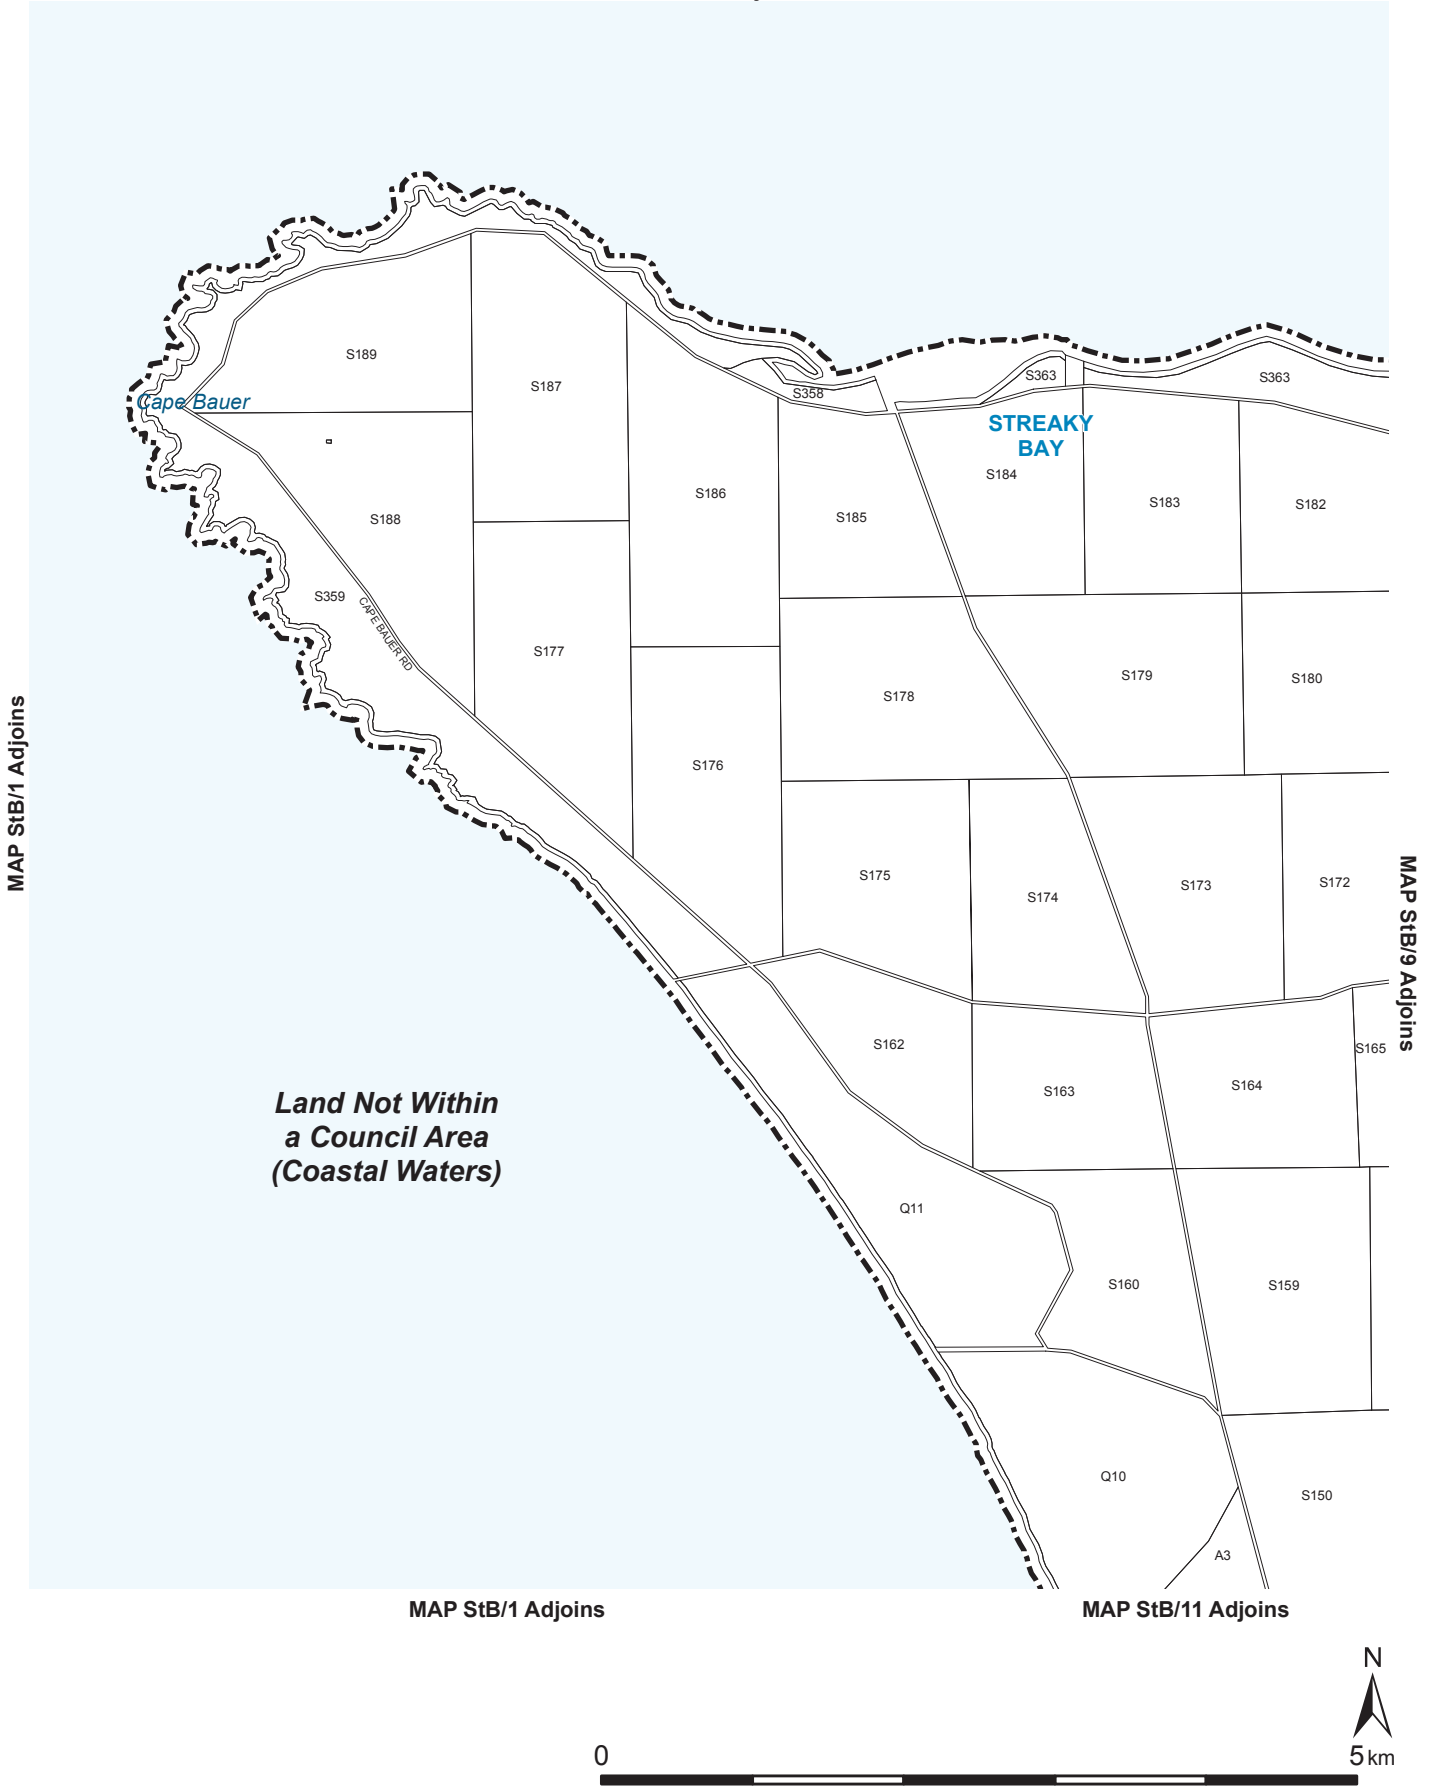 S189
S187
Cape Bauer
S358
S363
S363
STREAKY
BAY
S184
S186
S185
S183
S182
S188
S359
CAPE BAUER RD
S177
S178
S179
S180
S176
MAP StB/1 Adjoins
S175
S174
S173
S172
MAP StB/9 Adjoins
S162
S163
S164
S165
Land Not Within
a Council Area
(Coastal Waters)
Q11
S160
S159
Q10
S150
A3
MAP StB/1 Adjoins
MAP StB/11 Adjoins
N
0
5 km